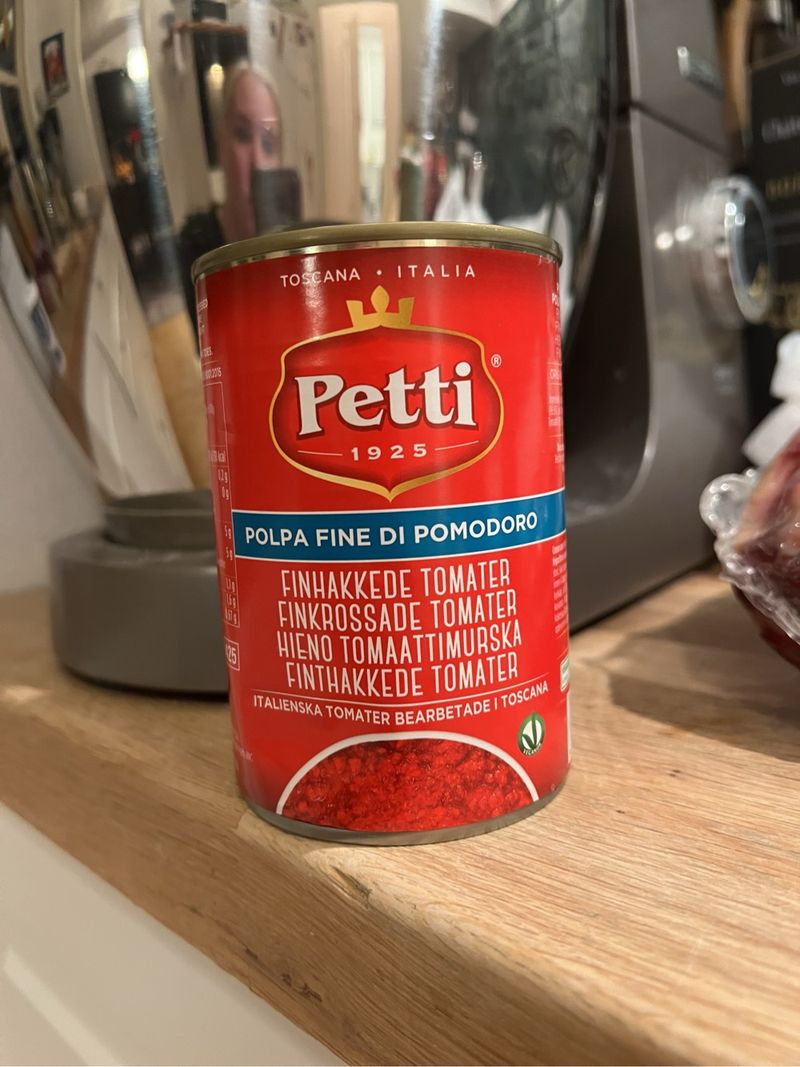 TOSCANA • ITALIA
Petti®
1925
POLPA FINE DI POMODORO
FINHAKKEDE TOMATER
FINKROSSADE TOMATER
HIENO TOMAATTIMURSKA
FINTHAKKEDE TOMATER
ITALIENSKA TOMATER BEARBETADE I TOSCANA